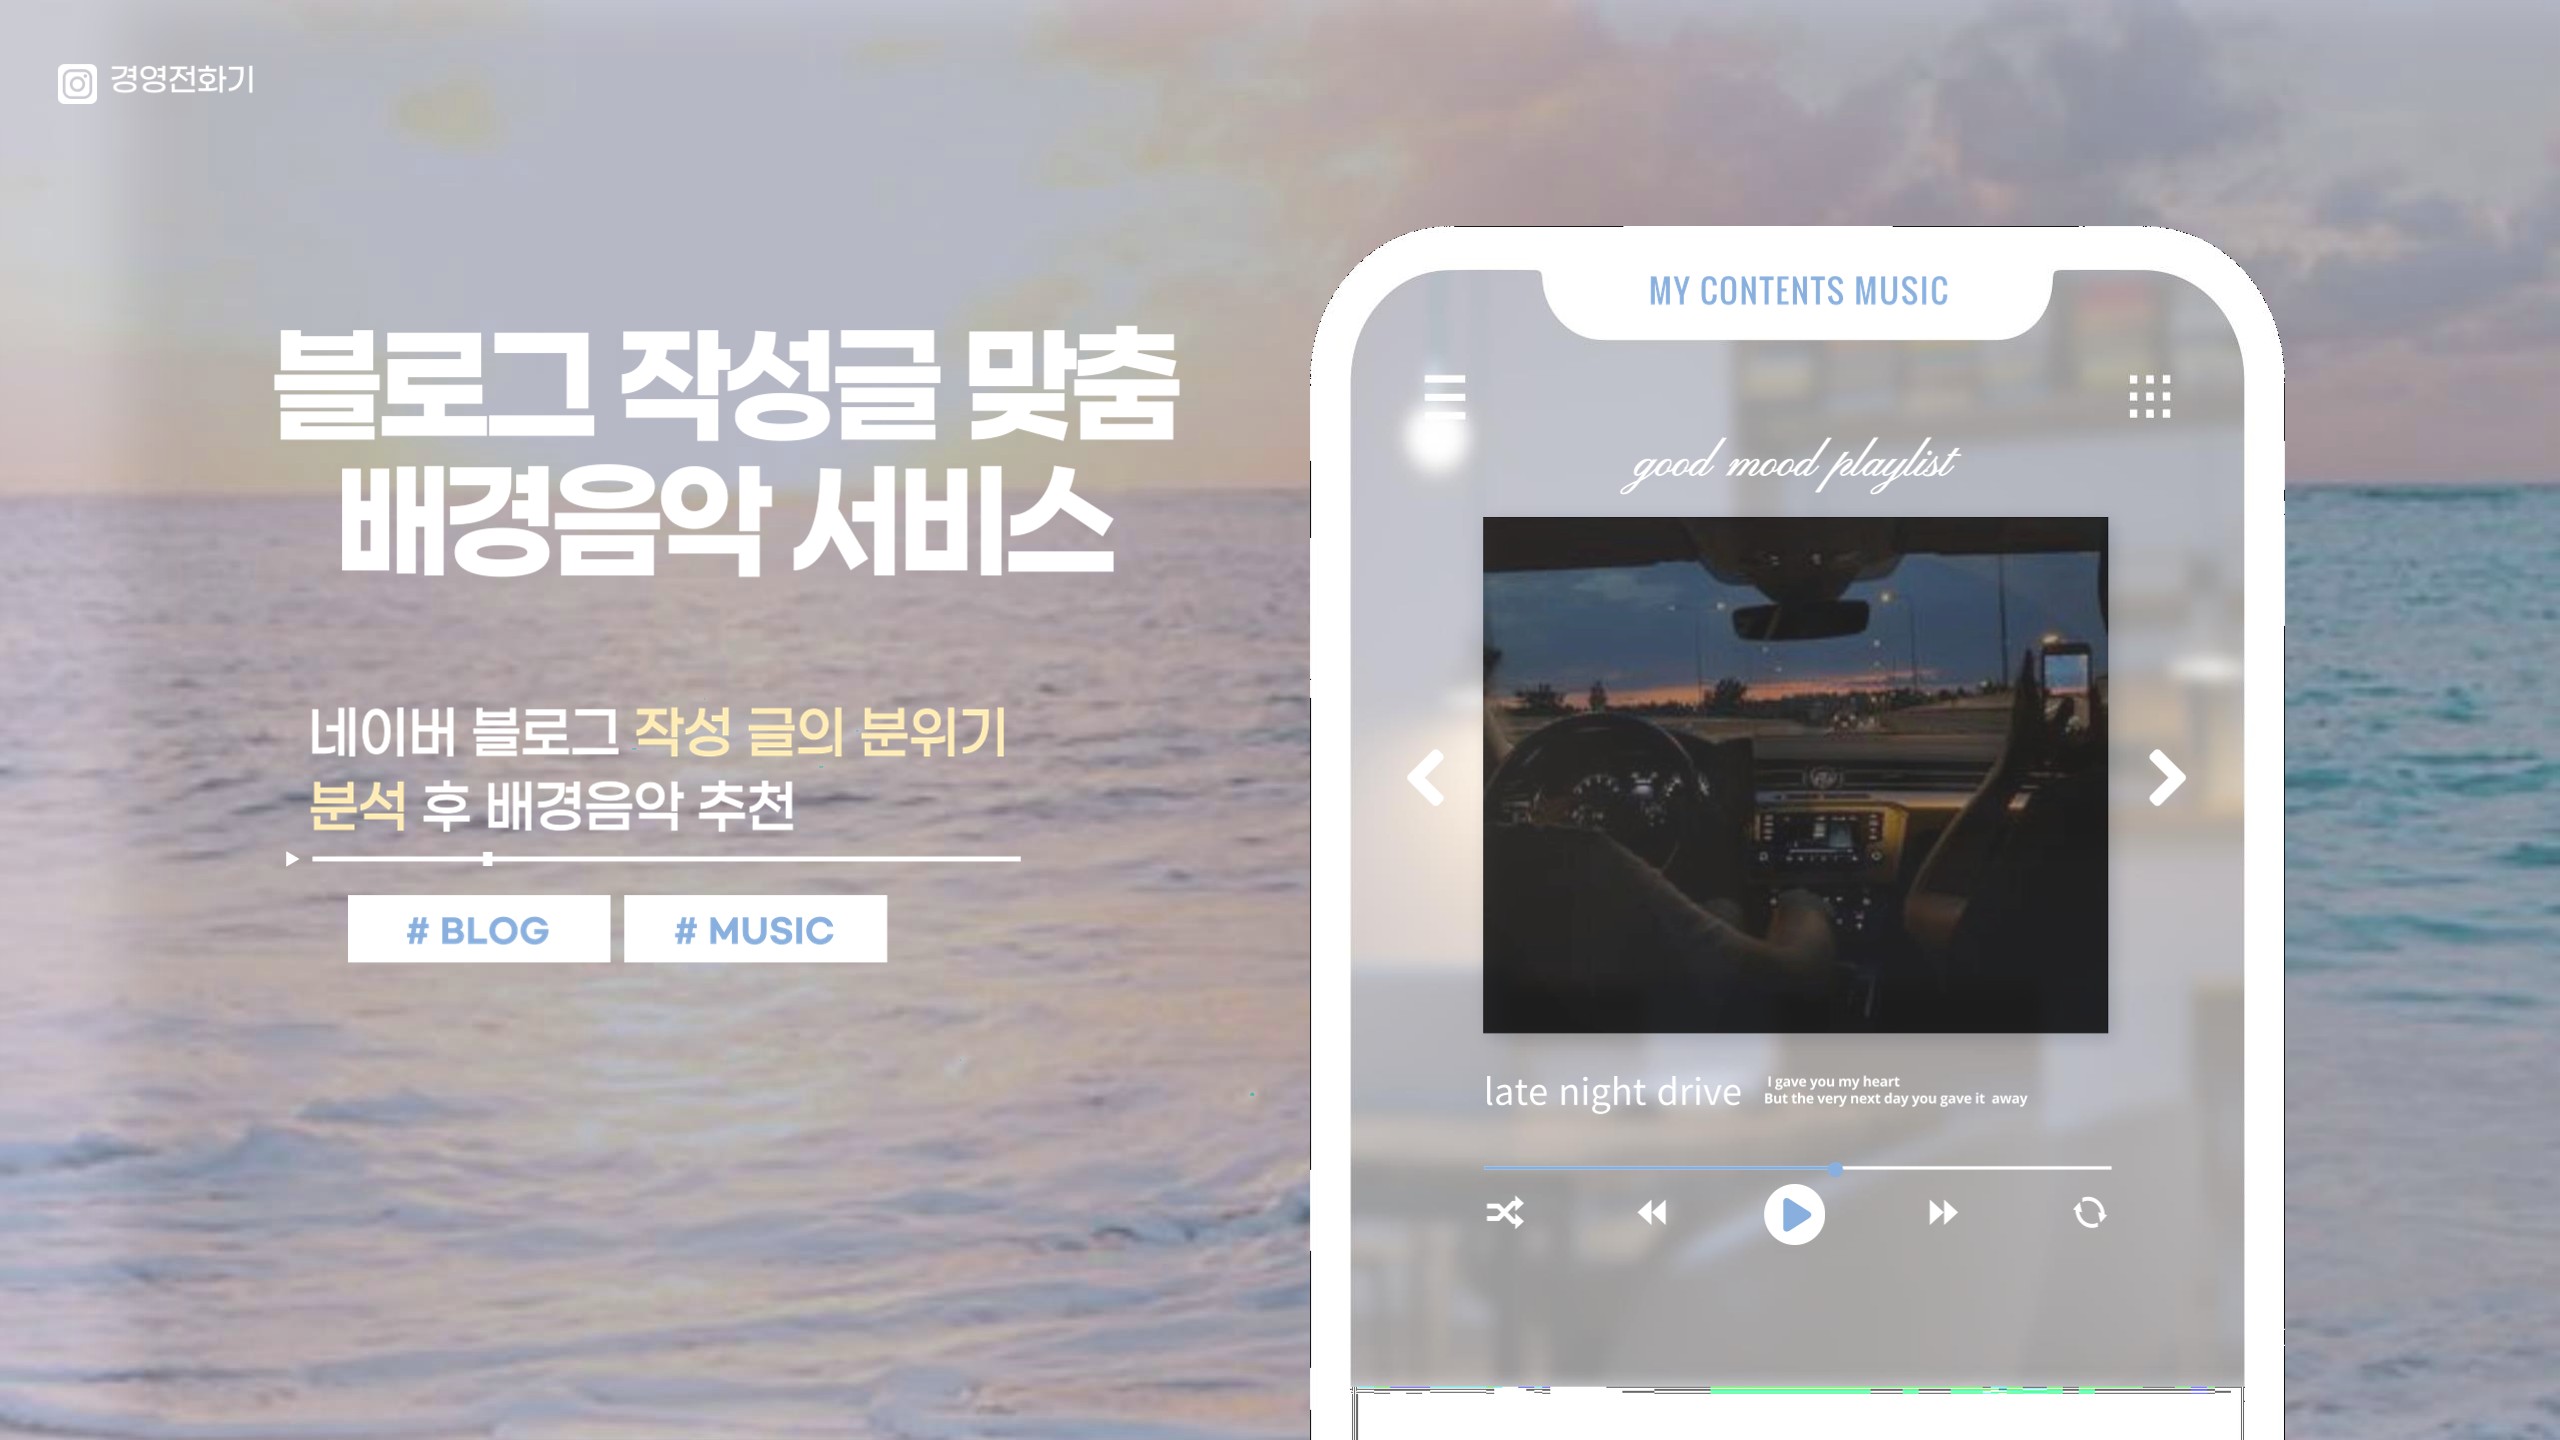 경영전화기
블로그 작성글 맞춤
배경음악 서비스
네이버 블로그 작성 글의 분위기
분석 후 배경음악 추천
# BLOG
# MUSIC
MY CONTENTS MUSIC
good mood playlist
late night drive
I gave you my heart
But the very next day you gave it away